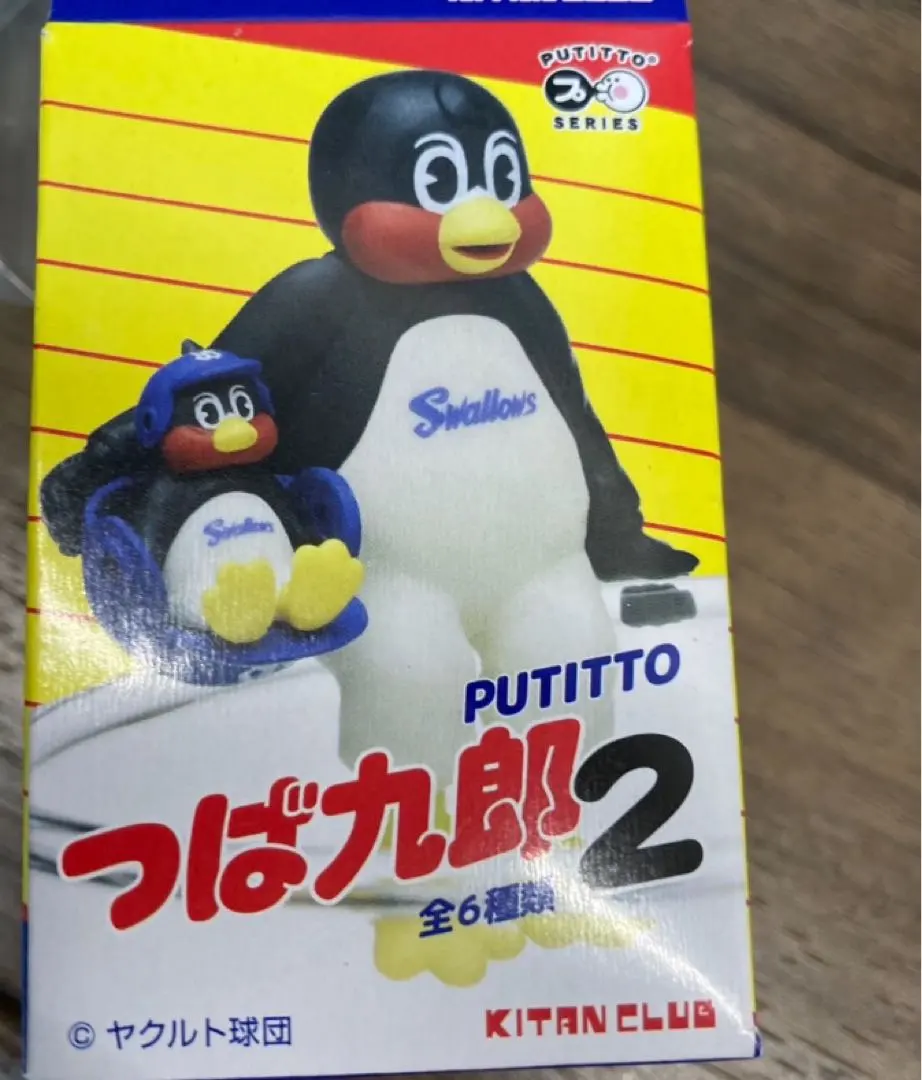 PUTITTO®
プ
SERIES
Swallows
Swallows
PUTITTO
つば九郎2
全6種類
© ヤクルト球団
KITAN CLUB